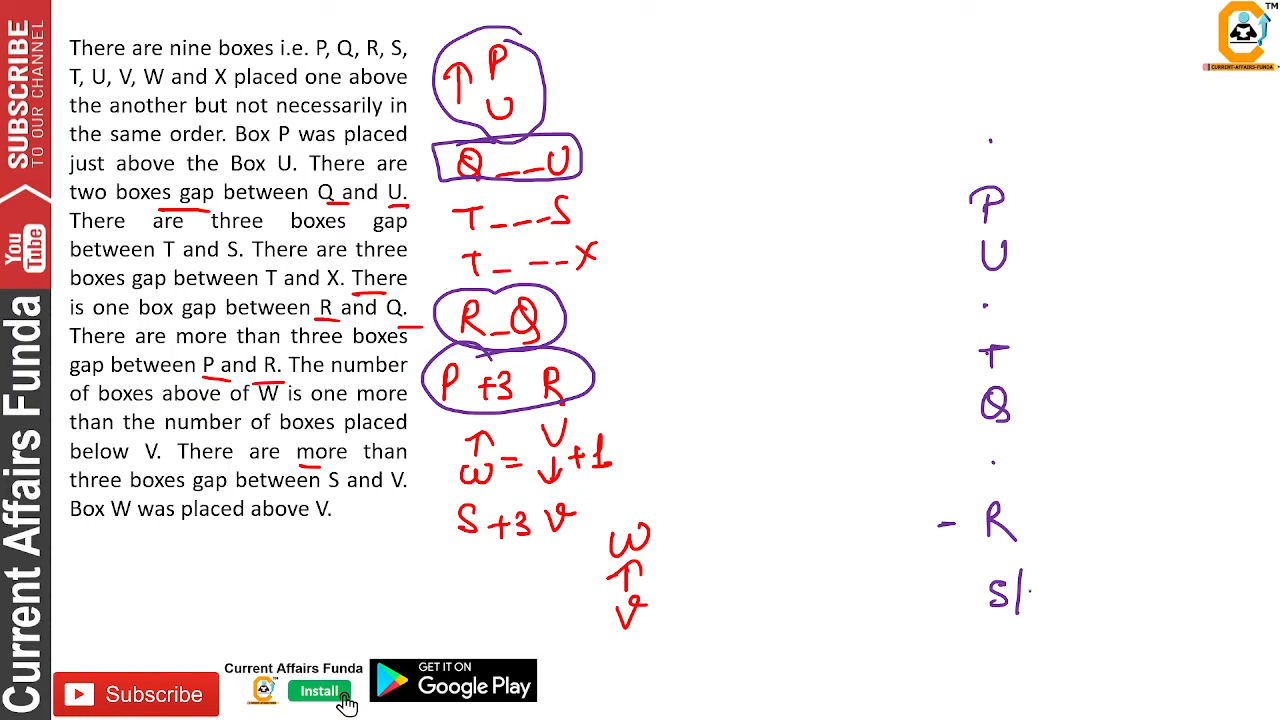 SUBSCRIBE
TO OUR CHANNEL
You Tube
Current Affairs Funda
There are nine boxes i.e. P, Q, R, S,
T, U, V, W and X placed one above
the another but not necessarily in
the same order. Box P was placed
just above the Box U. There are
two boxes gap between Q and U.
There are three boxes gap
between T and S. There are three
boxes gap between T and X. There
is one box gap between R and Q.
There are more than three boxes
gap between P and R. The number
of boxes above of W is one more
than the number of boxes placed
below V. There are more than
three boxes gap between S and V.
Box W was placed above V.
↑ P
U
Q _ _ U
T _ _ _ S
T _ _ _ X
R _ Q
P +3 R
↑ V
W = ↓ +1
S +3 V
W
↑
V
.
P
U
.
T
Q
.
- R
S/.
TM
CURRENT-AFFAIRS-FUNDA
Subscribe
Current Affairs Funda
Install
GET IT ON
Google Play